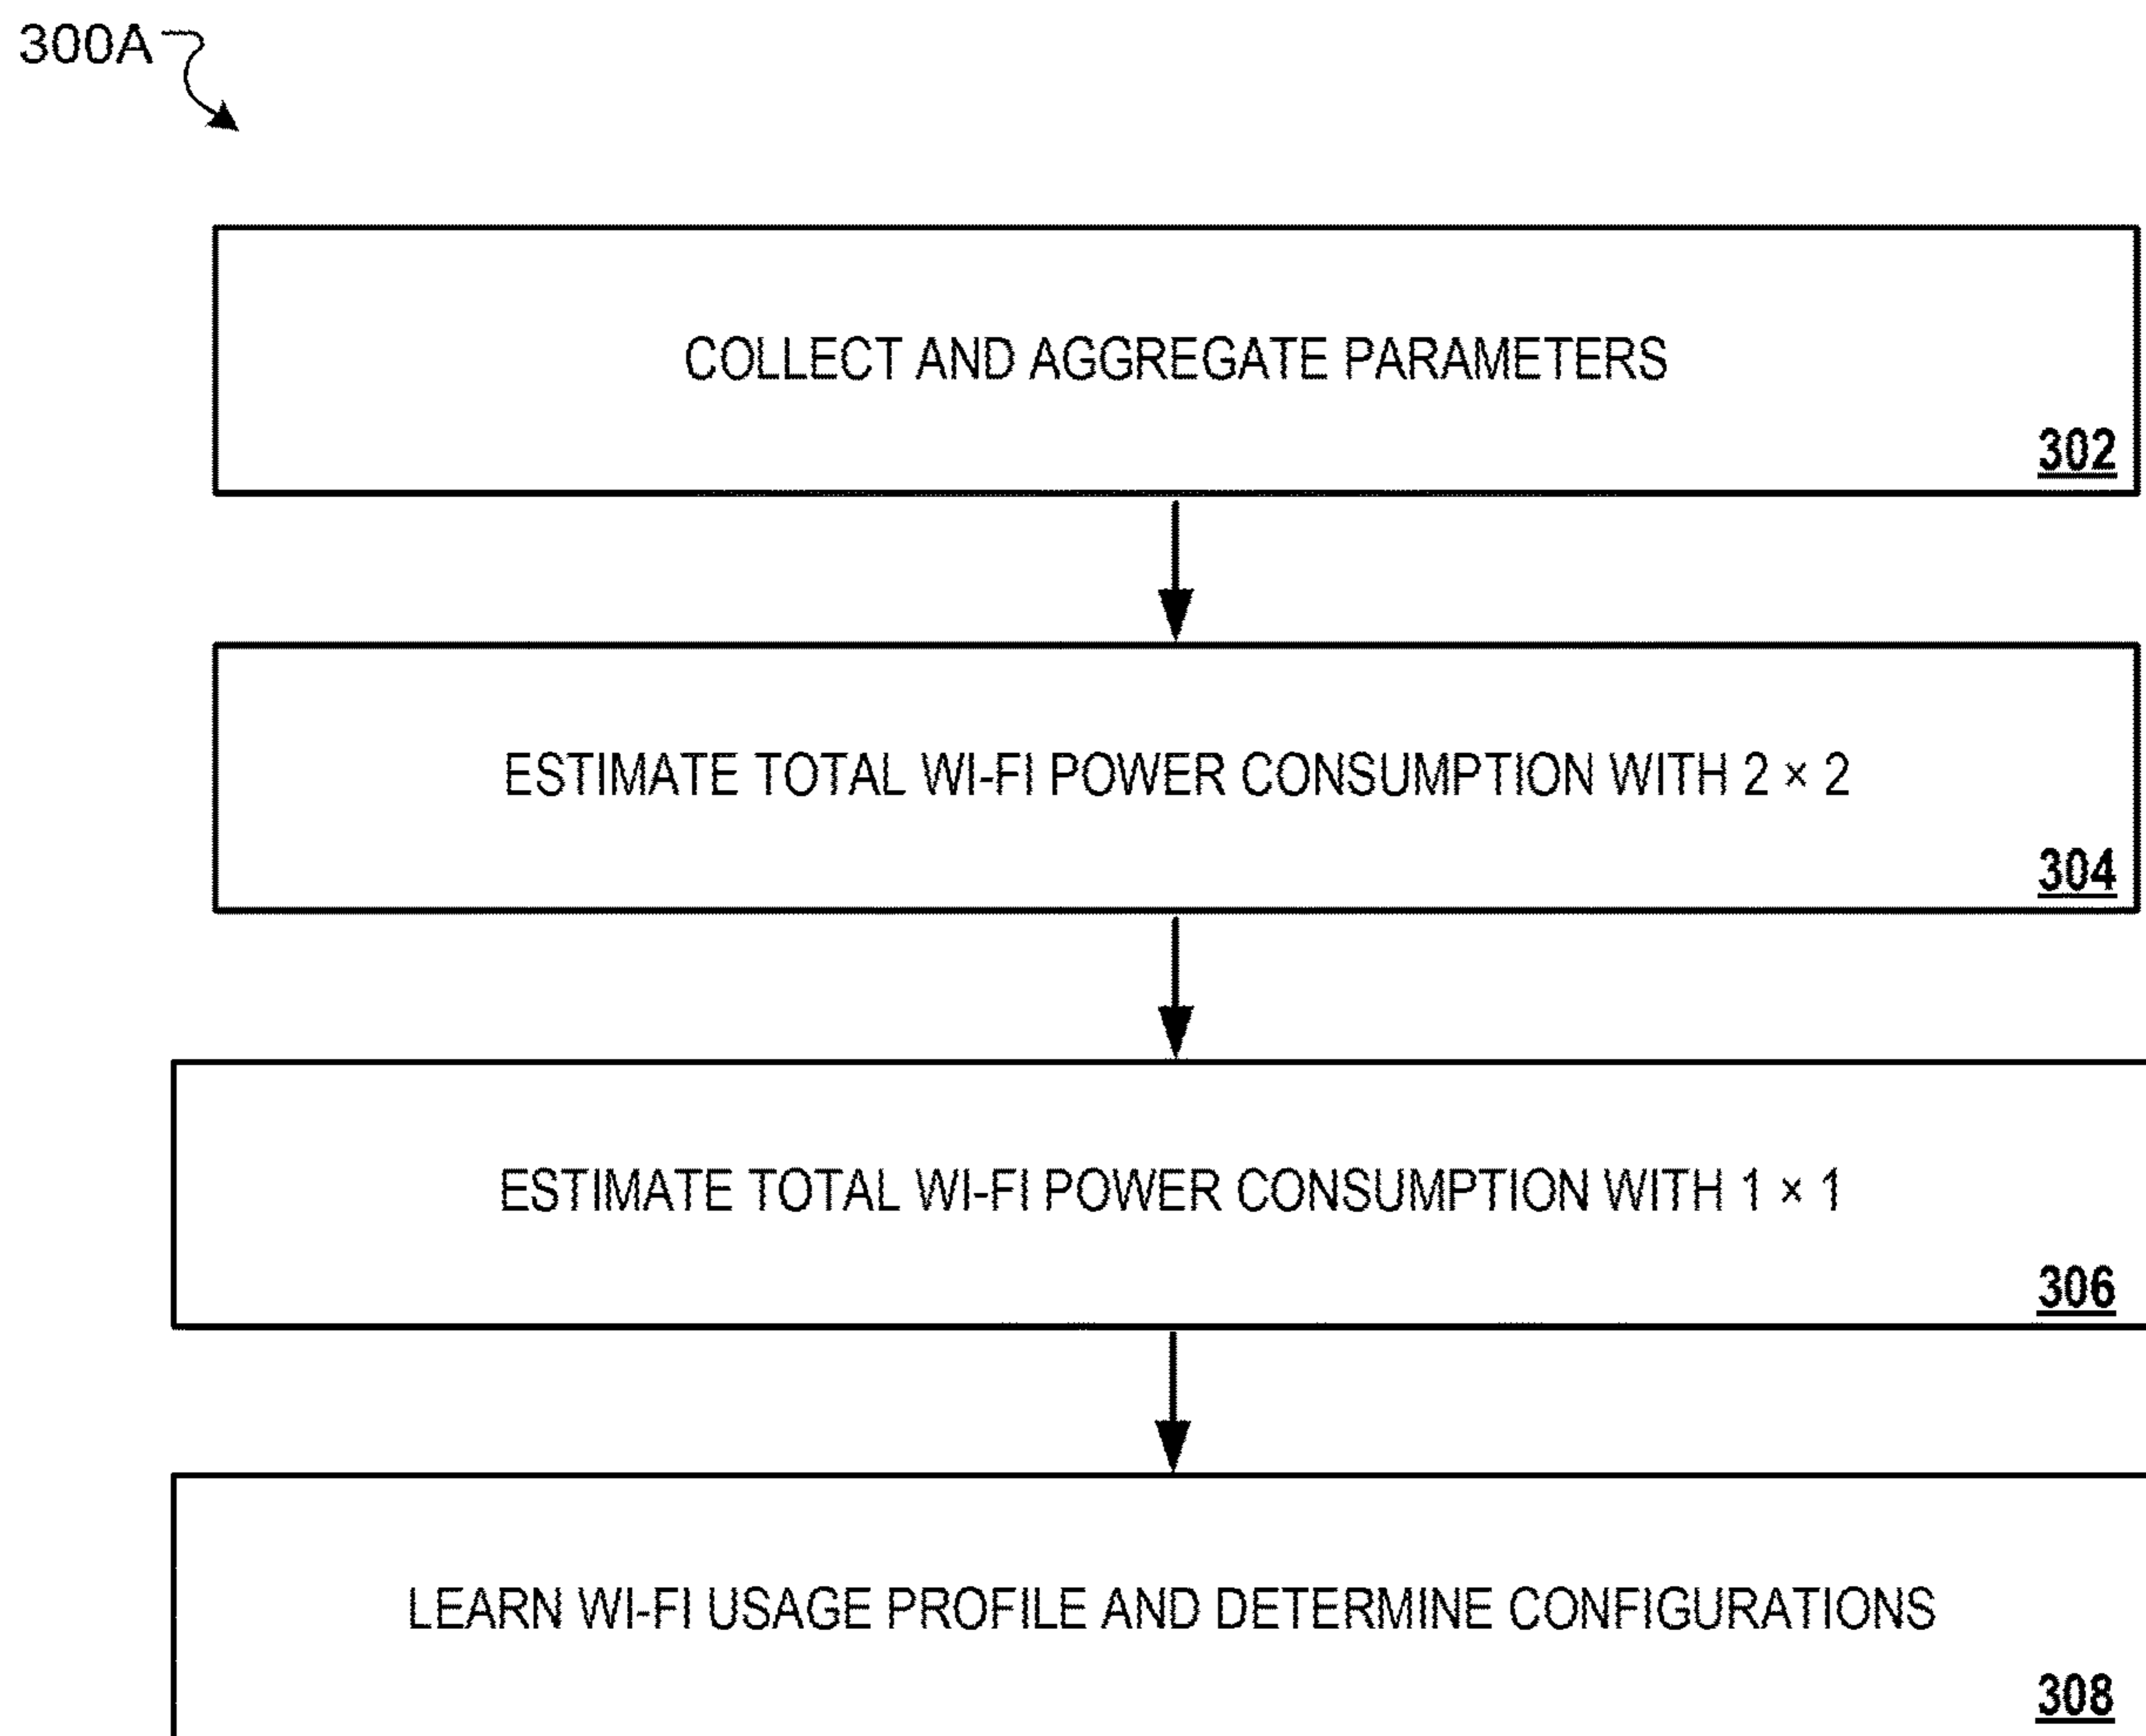 300A
COLLECT AND AGGREGATE PARAMETERS
302
ESTIMATE TOTAL WI-FI POWER CONSUMPTION WITH 2 × 2
304
ESTIMATE TOTAL WI-FI POWER CONSUMPTION WITH 1 × 1
306
LEARN WI-FI USAGE PROFILE AND DETERMINE CONFIGURATIONS
308